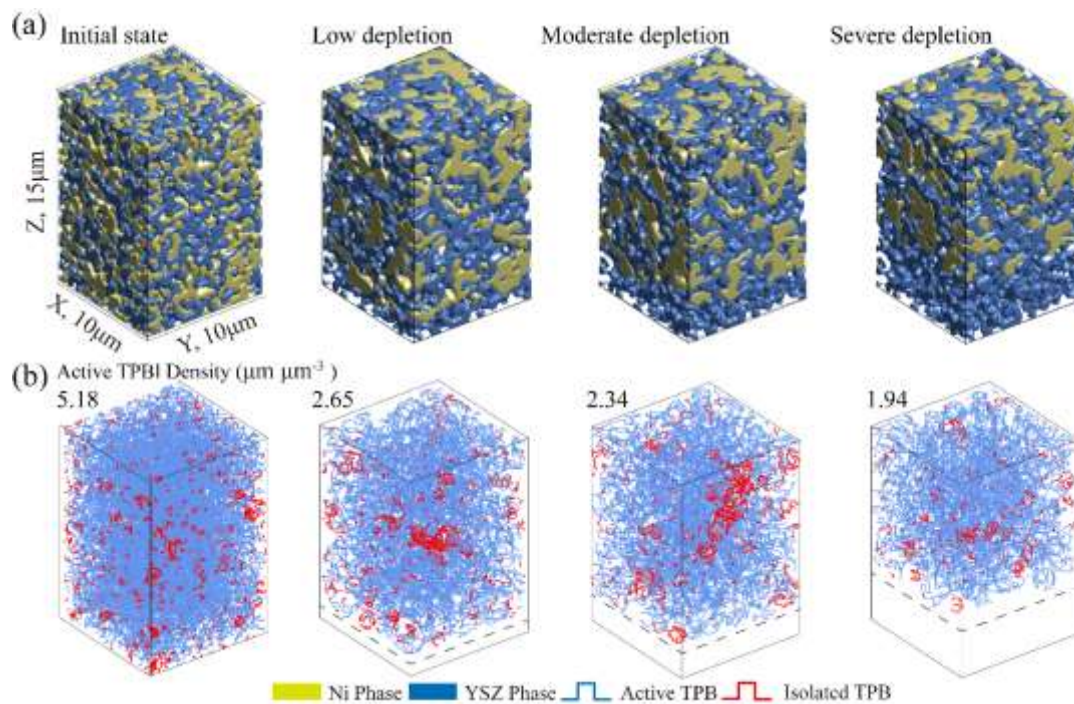 (a) Initial state Low depletion Moderate depletion Severe depletion
Z, 15μm
X, 10μm
Y, 10μm
(b) Active TPBl Density (μm μm⁻³)
5.18 2.65 2.34 1.94
Ni Phase YSZ Phase Active TPB Isolated TPB